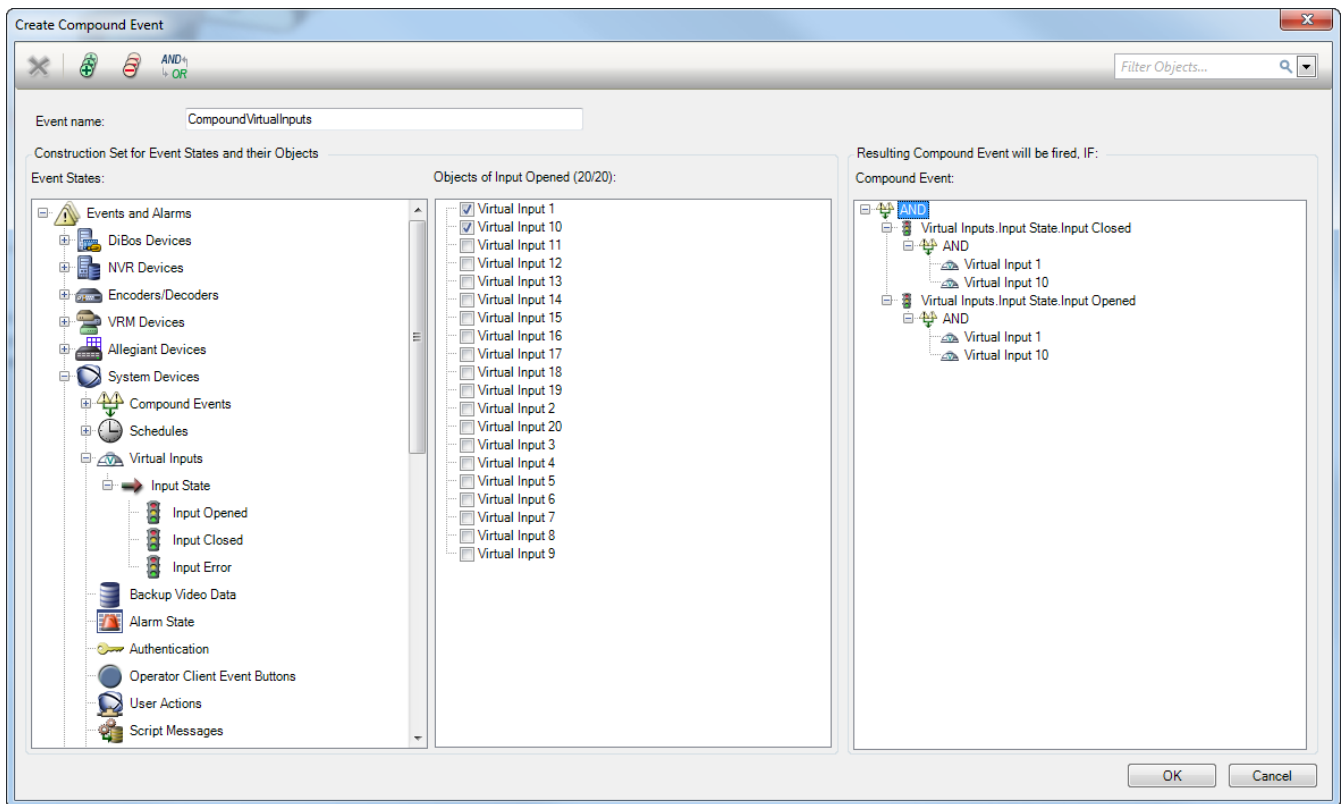 Create Compound Event
AND
OR
Filter Objects...
Event name:
CompoundVirtualInputs
Construction Set for Event States and their Objects
Resulting Compound Event will be fired, IF:
Event States:
Objects of Input Opened (20/20):
Compound Event:
Events and Alarms
DiBos Devices
NVR Devices
Encoders/Decoders
VRM Devices
Allegiant Devices
System Devices
Compound Events
Schedules
Virtual Inputs
Input State
Input Opened
Input Closed
Input Error
Backup Video Data
Alarm State
Authentication
Operator Client Event Buttons
User Actions
Script Messages
Virtual Input 1
Virtual Input 10
Virtual Input 11
Virtual Input 12
Virtual Input 13
Virtual Input 14
Virtual Input 15
Virtual Input 16
Virtual Input 17
Virtual Input 18
Virtual Input 19
Virtual Input 2
Virtual Input 20
Virtual Input 3
Virtual Input 4
Virtual Input 5
Virtual Input 6
Virtual Input 7
Virtual Input 8
Virtual Input 9
AND
Virtual Inputs.Input State.Input Closed
AND
Virtual Input 1
Virtual Input 10
Virtual Inputs.Input State.Input Opened
AND
Virtual Input 1
Virtual Input 10
OK
Cancel